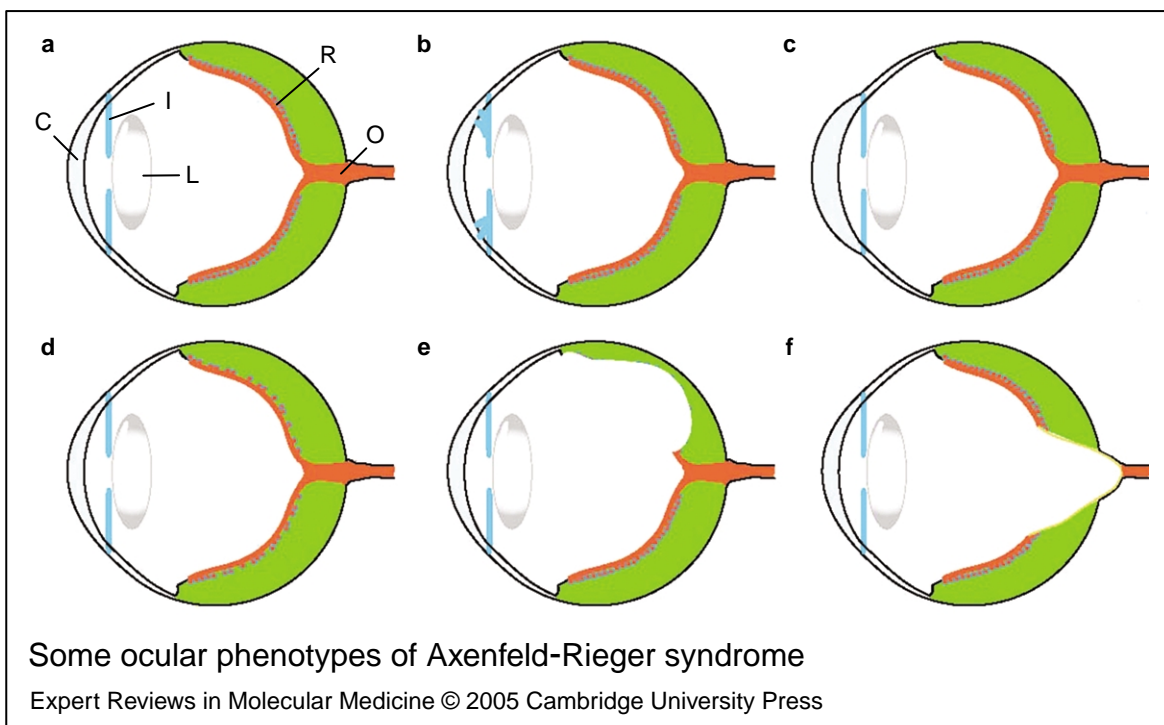 a
b
c
R
I
C
O
L
d
e
f
Some ocular phenotypes of Axenfeld-Rieger syndrome
Expert Reviews in Molecular Medicine © 2005 Cambridge University Press